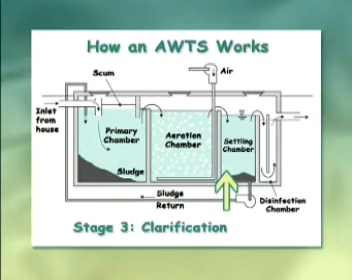 How an AWTS Works
Scum
Air
Inlet
from
house
Primary
Chamber
Aeration
Chamber
Settling
Chamber
Sludge
Sludge
Return
Disinfection
Chamber
Stage 3: Clarification